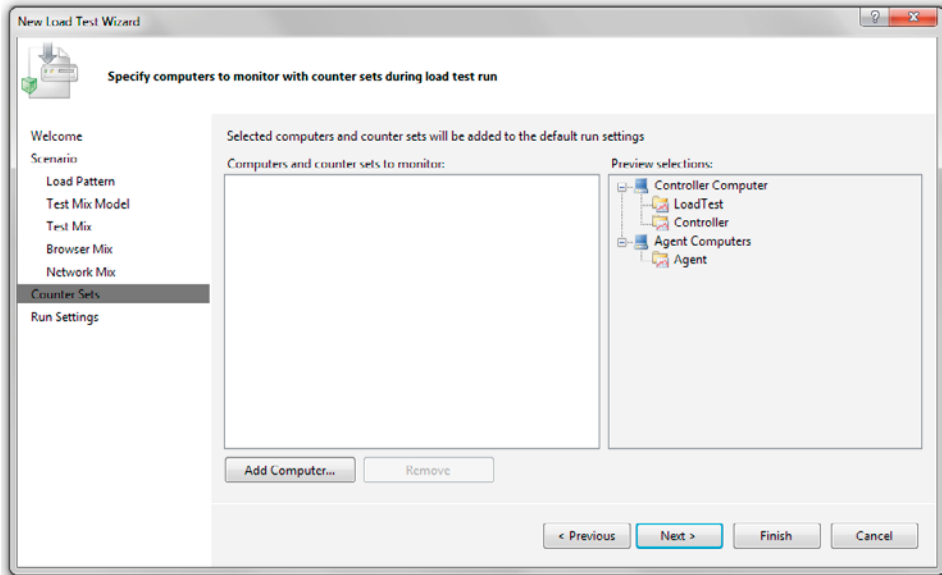 New Load Test Wizard
Specify computers to monitor with counter sets during load test run
Welcome
Scenario
Load Pattern
Test Mix Model
Test Mix
Browser Mix
Network Mix
Counter Sets
Run Settings
Selected computers and counter sets will be added to the default run settings
Computers and counter sets to monitor:
Preview selections:
Controller Computer
LoadTest
Controller
Agent Computers
Agent
Add Computer...
Remove
< Previous
Next >
Finish
Cancel